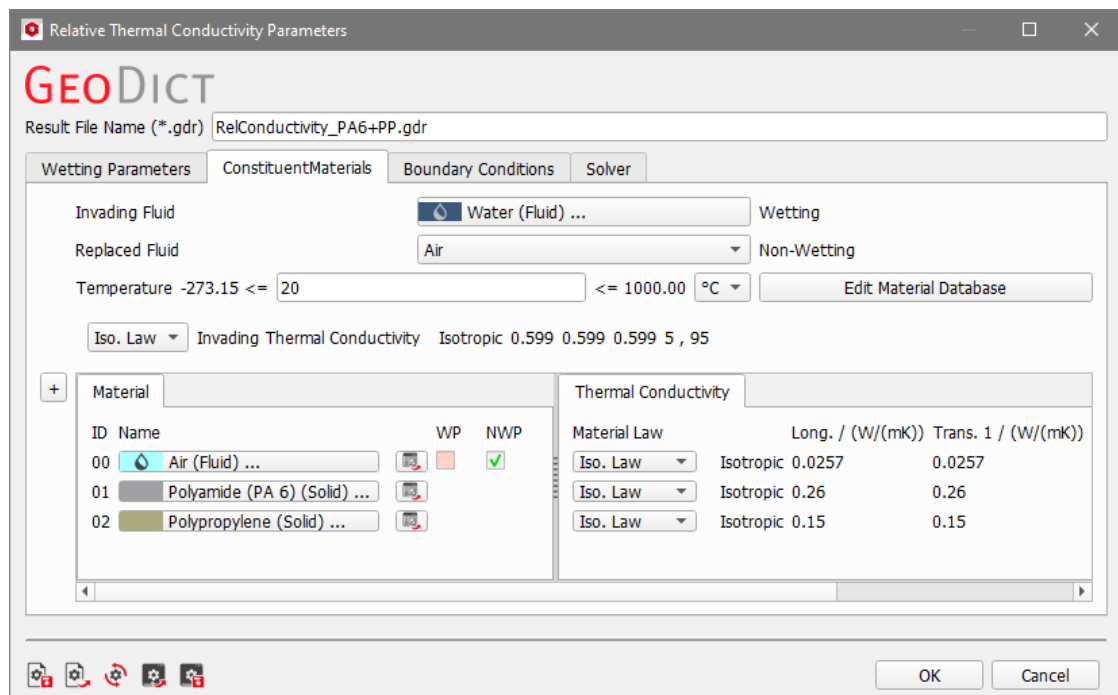 Relative Thermal Conductivity Parameters
GEODICT
Result File Name (*.gdr) RelConductivity_PA6+PP.gdr
Wetting Parameters ConstituentMaterials Boundary Conditions Solver
Invading Fluid Water (Fluid) ... Wetting
Replaced Fluid Air Non-Wetting
Temperature -273.15 <= 20 <= 1000.00 °C Edit Material Database
Iso. Law Invading Thermal Conductivity Isotropic 0.599 0.599 0.599 5 , 95
+ Material Thermal Conductivity
ID Name WP NWP Material Law Long. / (W/(mK)) Trans. 1 / (W/(mK))
00 Air (Fluid) ... Iso. Law Isotropic 0.0257 0.0257
01 Polyamide (PA 6) (Solid) ... Iso. Law Isotropic 0.26 0.26
02 Polypropylene (Solid) ... Iso. Law Isotropic 0.15 0.15
OK Cancel